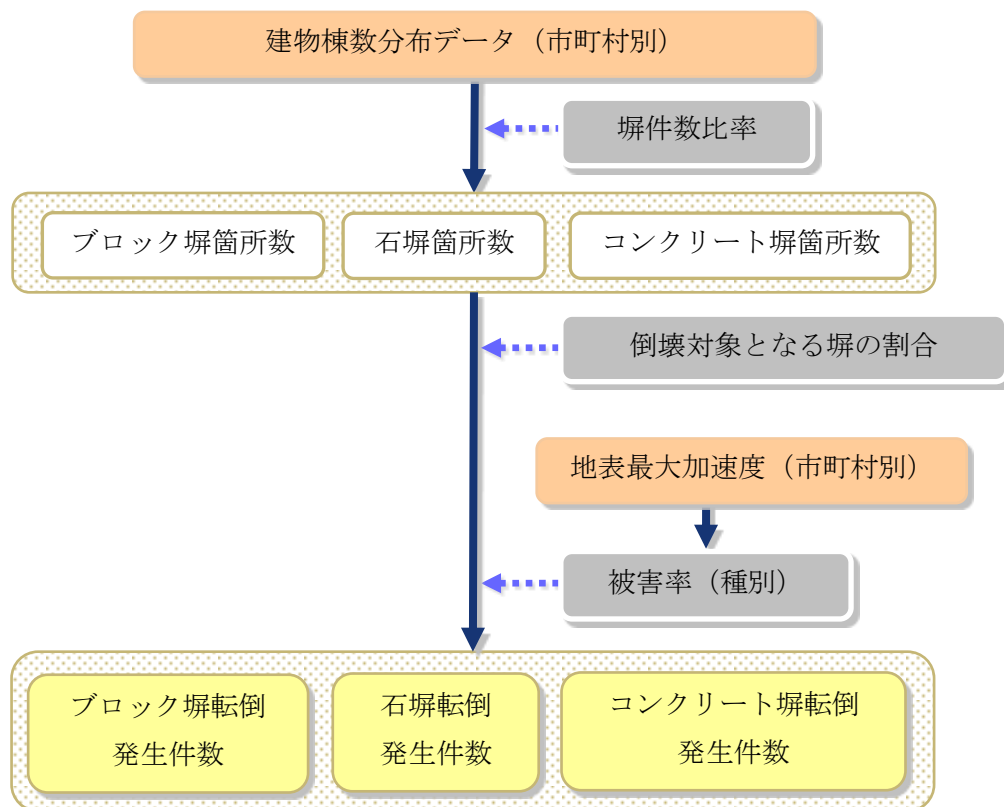 建物棟数分布データ（市町村別）
塀件数比率
ブロック塀箇所数
石塀箇所数
コンクリート塀箇所数
倒壊対象となる塀の割合
地表最大加速度（市町村別）
被害率（種別）
ブロック塀転倒
発生件数
石塀転倒
発生件数
コンクリート塀転倒
発生件数